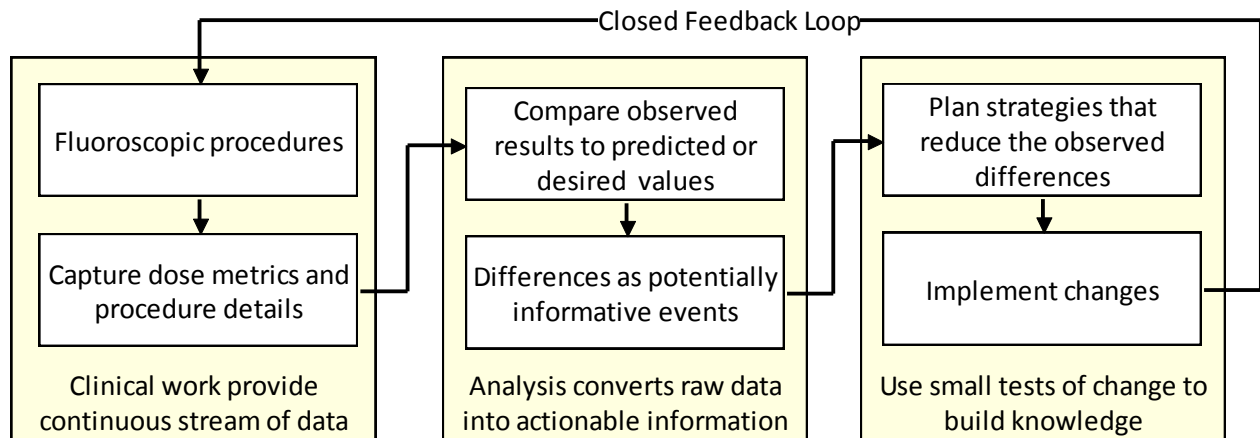 Closed Feedback Loop
Fluoroscopic procedures
Capture dose metrics and
procedure details
Clinical work provide
continuous stream of data
Compare observed
results to predicted or
desired values
Differences as potentially
informative events
Analysis converts raw data
into actionable information
Plan strategies that
reduce the observed
differences
Implement changes
Use small tests of change to
build knowledge